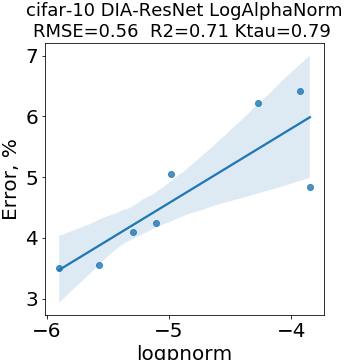 cifar-10 DIA-ResNet LogAlphaNorm
RMSE=0.56 R2=0.71 Ktau=0.79
Error, %
7
6
5
4
3
−6
−5
−4
logpnorm